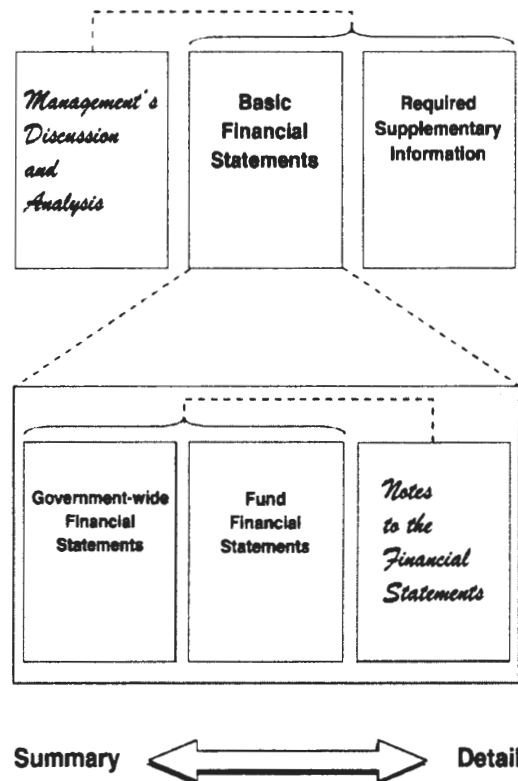 Management's
Discussion
and
Analysis
Basic
Financial
Statements
Required
Supplementary
Information
Government-wide
Financial
Statements
Fund
Financial
Statements
Notes
to the
Financial
Statements
Summary
Detail